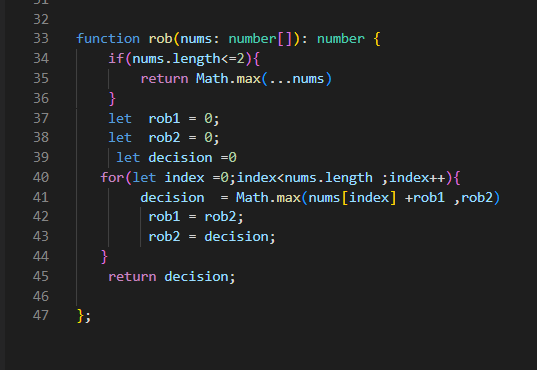 31
32
33 function rob(nums: number[]): number {
34 if(nums.length<=2){
35 return Math.max(...nums)
36 }
37 let rob1 = 0;
38 let rob2 = 0;
39 let decision =0
40 for(let index =0;index<nums.length ;index++){
41 decision = Math.max(nums[index] +rob1 ,rob2)
42 rob1 = rob2;
43 rob2 = decision;
44 }
45 return decision;
46
47 };